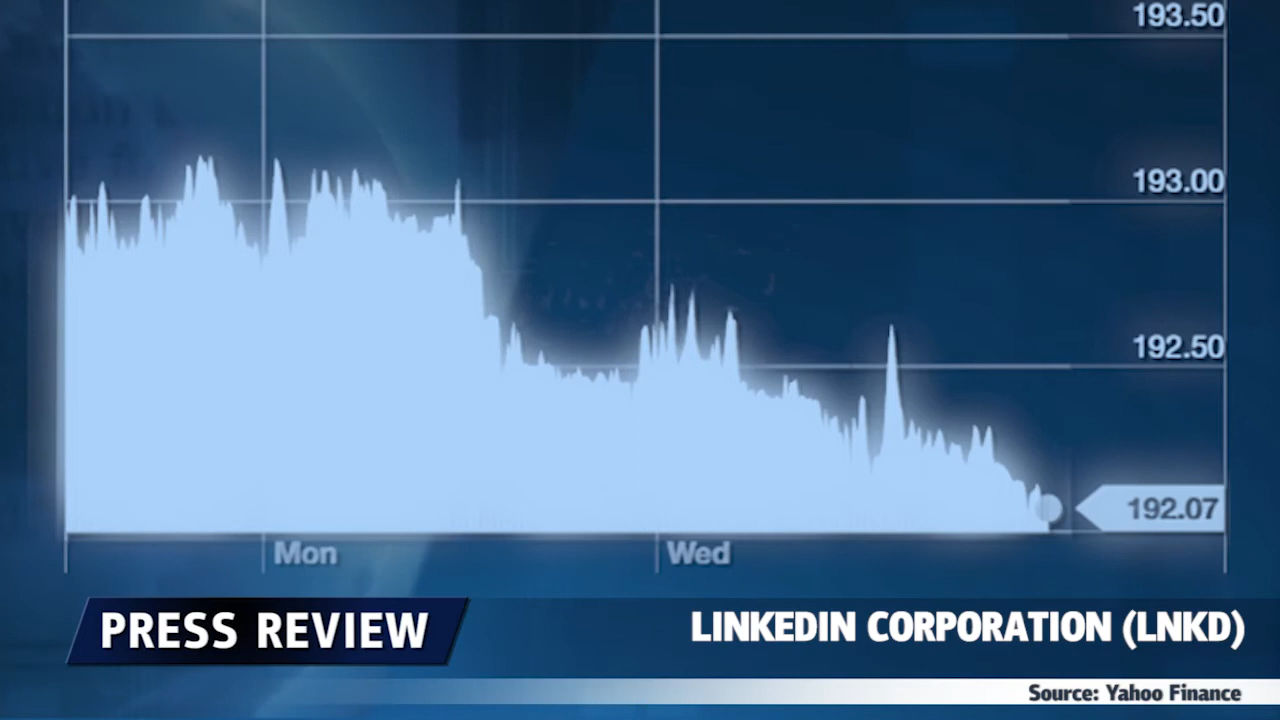 193.50
193.00
192.50
192.07
Mon
Wed
PRESS REVIEW
LINKEDIN CORPORATION (LNKD)
Source: Yahoo Finance